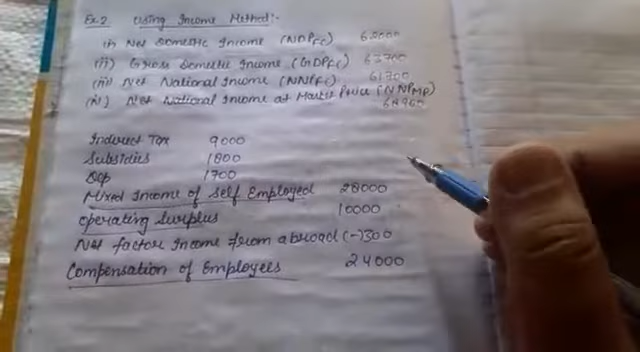 Ex.2 Using Income Method:-
(i) Net Domestic Income (NDPFC) 62000
(ii) Gross Domestic Income (GDPFC) 63700
(iii) Net National Income (NNPFC) 61700
(iv) Net National Income at Market Price (NNPMP)
68900
Indirect Tax 9000
Subsidies 1800
Dep 1700
Mixed Income of Self Employed 28000
Operating Surplus 10000
Net factor Income from abroad (-)300
Compensation of Employees 24000